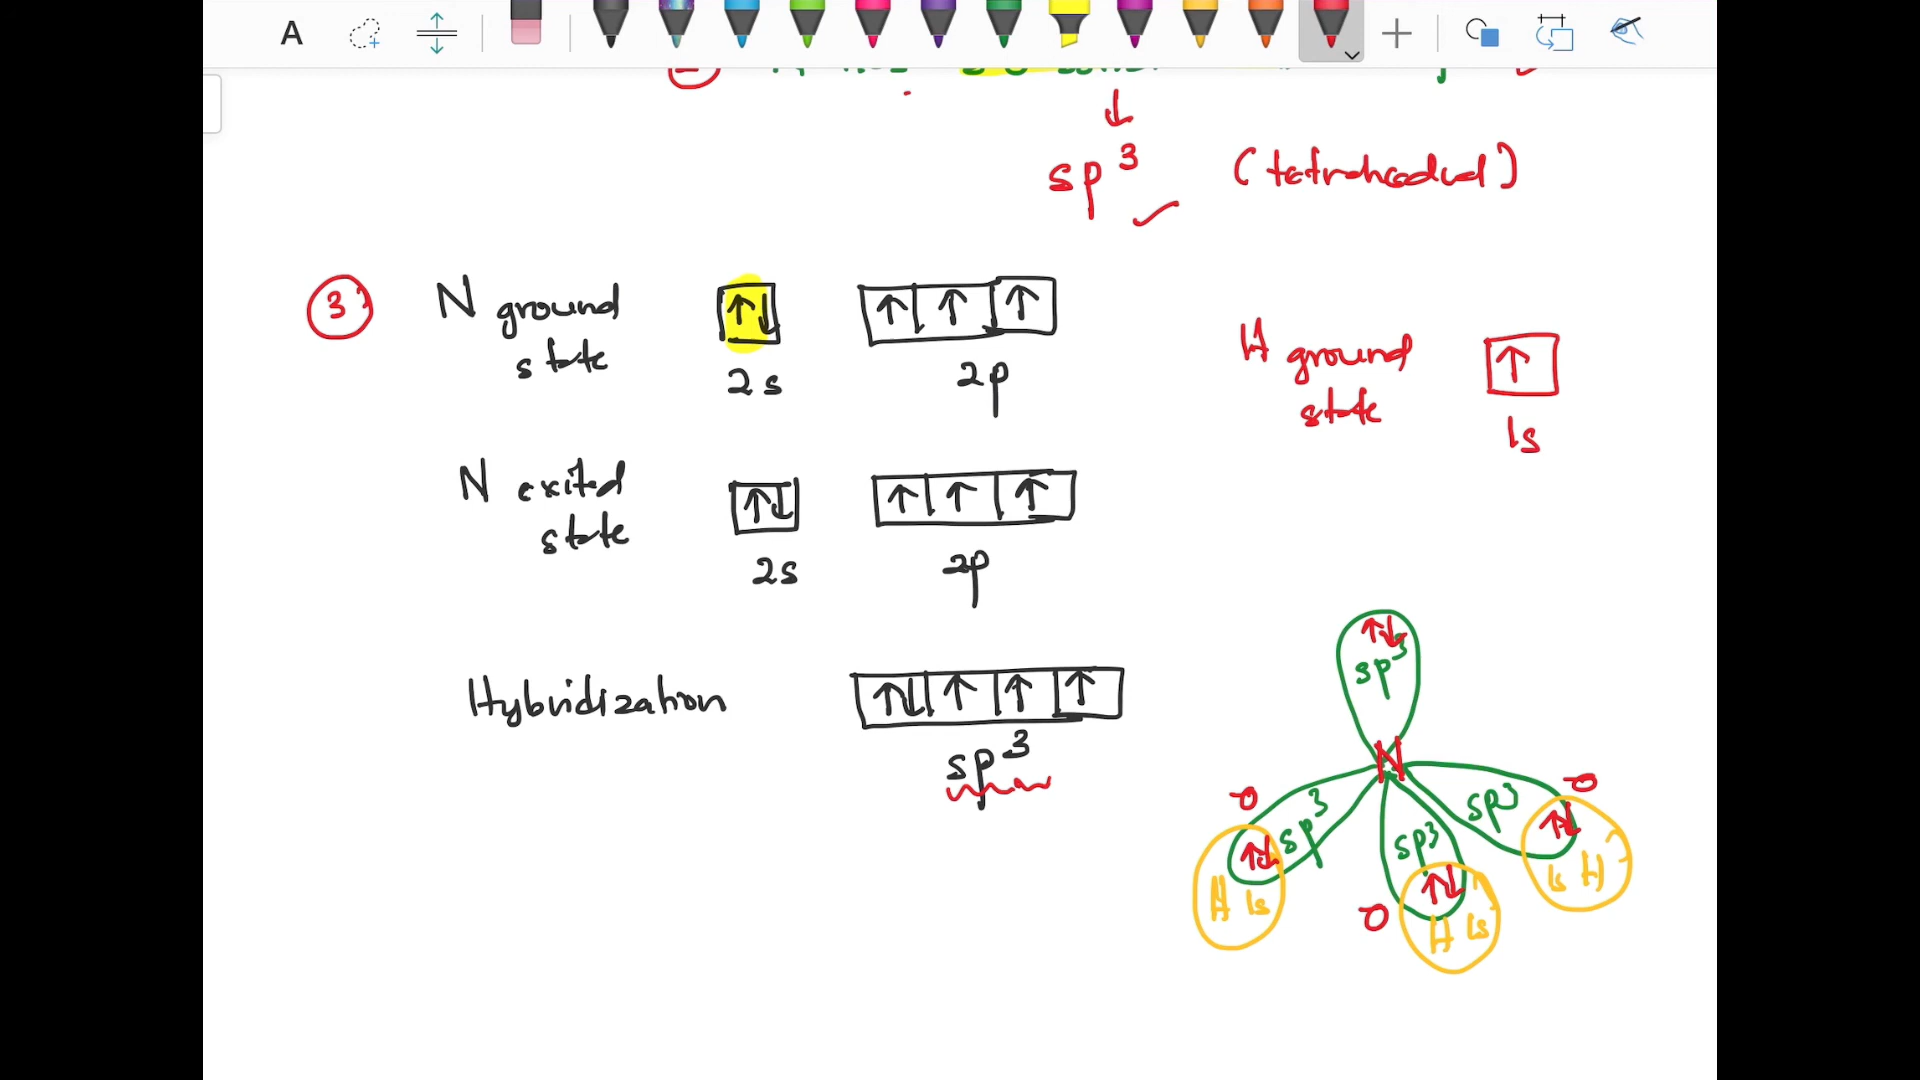 A
sp3 (tetrahedral)
3 N ground
state
2s 2p
H ground
state
1s
N exited
state
2s 2p
Hybridization
sp3
sp3
N
σ sp3 sp3 sp3 σ
H 1s σ H 1s 1s H